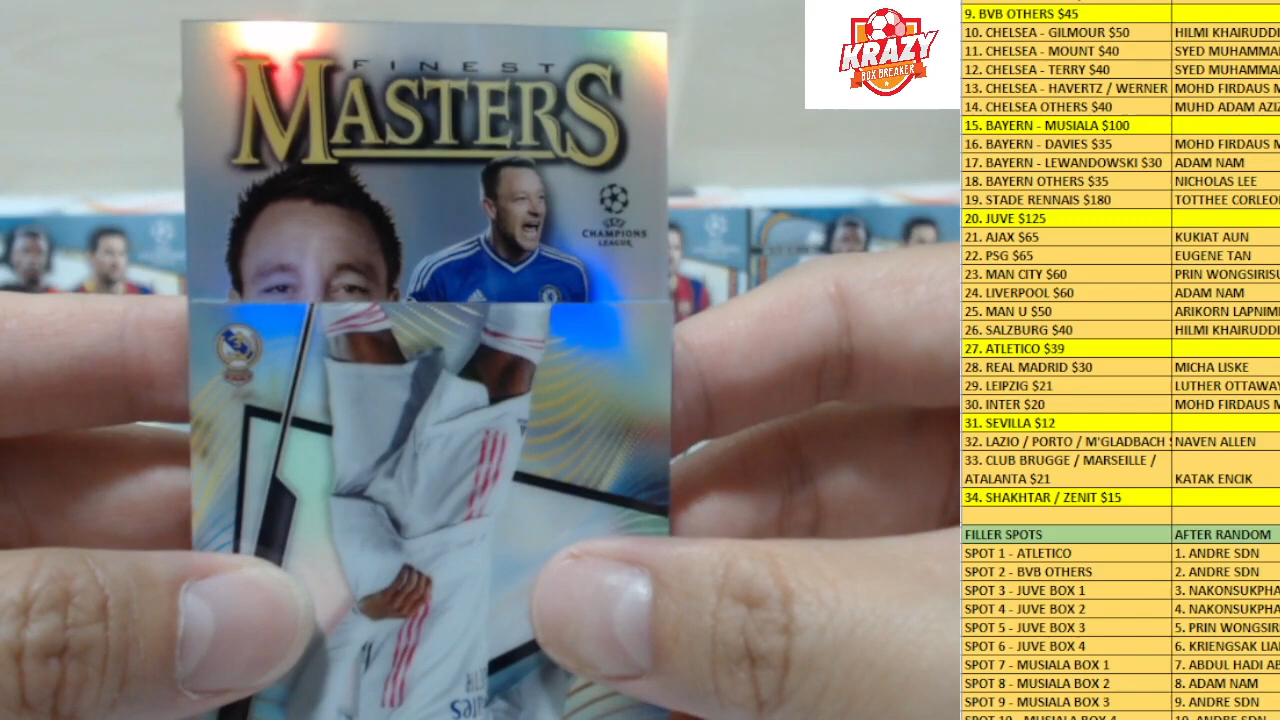 FINEST
MASTERS
CHAMPIONS
LEAGUE
KRAZY
BOX BREAKER
9. BVB OTHERS $45
10. CHELSEA - GILMOUR $50 HILMI KHAIRUDDI
11. CHELSEA - MOUNT $40 SYED MUHAMMA
12. CHELSEA - TERRY $40 SYED MUHAMMA
13. CHELSEA - HAVERTZ / WERNER MOHD FIRDAUS M
14. CHELSEA OTHERS $40 MUHD ADAM AZI
15. BAYERN - MUSIALA $100
16. BAYERN - DAVIES $35 MOHD FIRDAUS M
17. BAYERN - LEWANDOWSKI $30 ADAM NAM
18. BAYERN OTHERS $35 NICHOLAS LEE
19. STADE RENNAIS $180 TOTTHEE CORLEO
20. JUVE $125
21. AJAX $65 KUKIAT AUN
22. PSG $65 EUGENE TAN
23. MAN CITY $60 PRIN WONGSIRIS
24. LIVERPOOL $60 ADAM NAM
25. MAN U $50 ARIKORN LAPNIM
26. SALZBURG $40 HILMI KHAIRUDDI
27. ATLETICO $39
28. REAL MADRID $30 MICHA LISKE
29. LEIPZIG $21 LUTHER OTTAWAY
30. INTER $20 MOHD FIRDAUS M
31. SEVILLA $12
32. LAZIO / PORTO / M'GLADBACH NAVEN ALLEN
33. CLUB BRUGGE / MARSEILLE /
ATALANTA $21 KATAK ENCIK
34. SHAKHTAR / ZENIT $15
FILLER SPOTS AFTER RANDOM
SPOT 1 - ATLETICO 1. ANDRE SDN
SPOT 2 - BVB OTHERS 2. ANDRE SDN
SPOT 3 - JUVE BOX 1 3. NAKONSUKPHA
SPOT 4 - JUVE BOX 2 4. NAKONSUKPHA
SPOT 5 - JUVE BOX 3 5. PRIN WONGSIR
SPOT 6 - JUVE BOX 4 6. KRIENGSAK LIA
SPOT 7 - MUSIALA BOX 1 7. ABDUL HADI AB
SPOT 8 - MUSIALA BOX 2 8. ADAM NAM
SPOT 9 - MUSIALA BOX 3 9. ANDRE SDN
SPOT 10 - MUSIALA BOX 4 10. ANDRE SDN